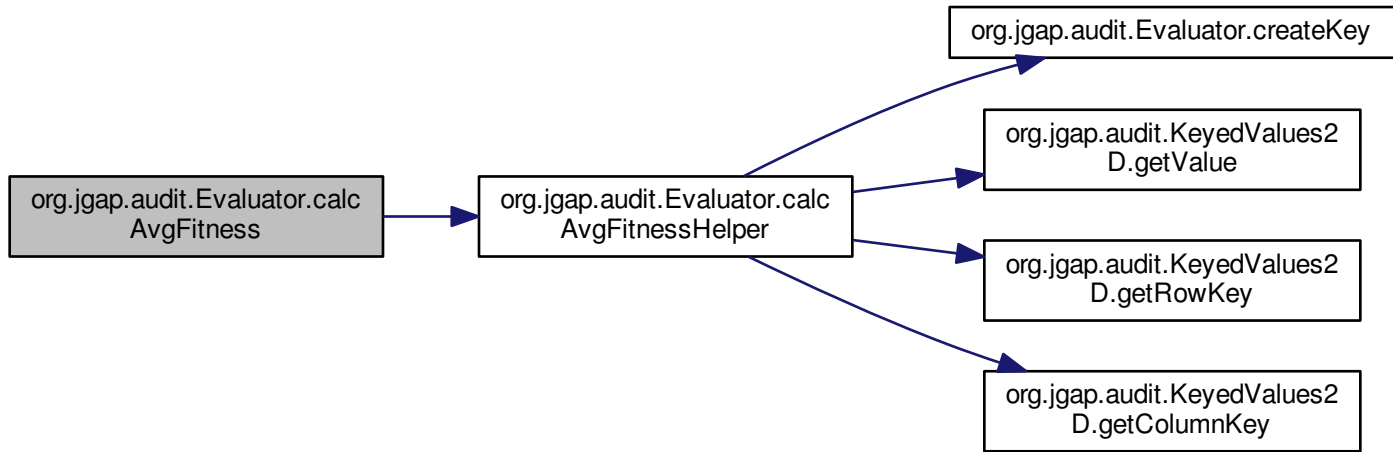 org.jgap.audit.Evaluator.calc
AvgFitness
org.jgap.audit.Evaluator.calc
AvgFitnessHelper
org.jgap.audit.Evaluator.createKey
org.jgap.audit.KeyedValues2
D.getValue
org.jgap.audit.KeyedValues2
D.getRowKey
org.jgap.audit.KeyedValues2
D.getColumnKey